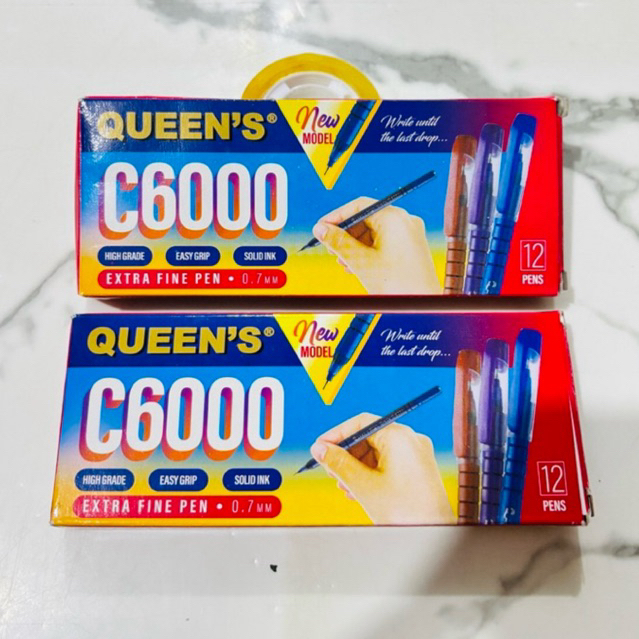 QUEEN'S®
New
MODEL
Write until
the last drop...
C6000
HIGH GRADE EASY GRIP SOLID INK
EXTRA FINE PEN • 0.7MM
12
PENS
QUEEN'S®
New
MODEL
Write until
the last drop...
C6000
HIGH GRADE EASY GRIP SOLID INK
EXTRA FINE PEN • 0.7MM
12
PENS